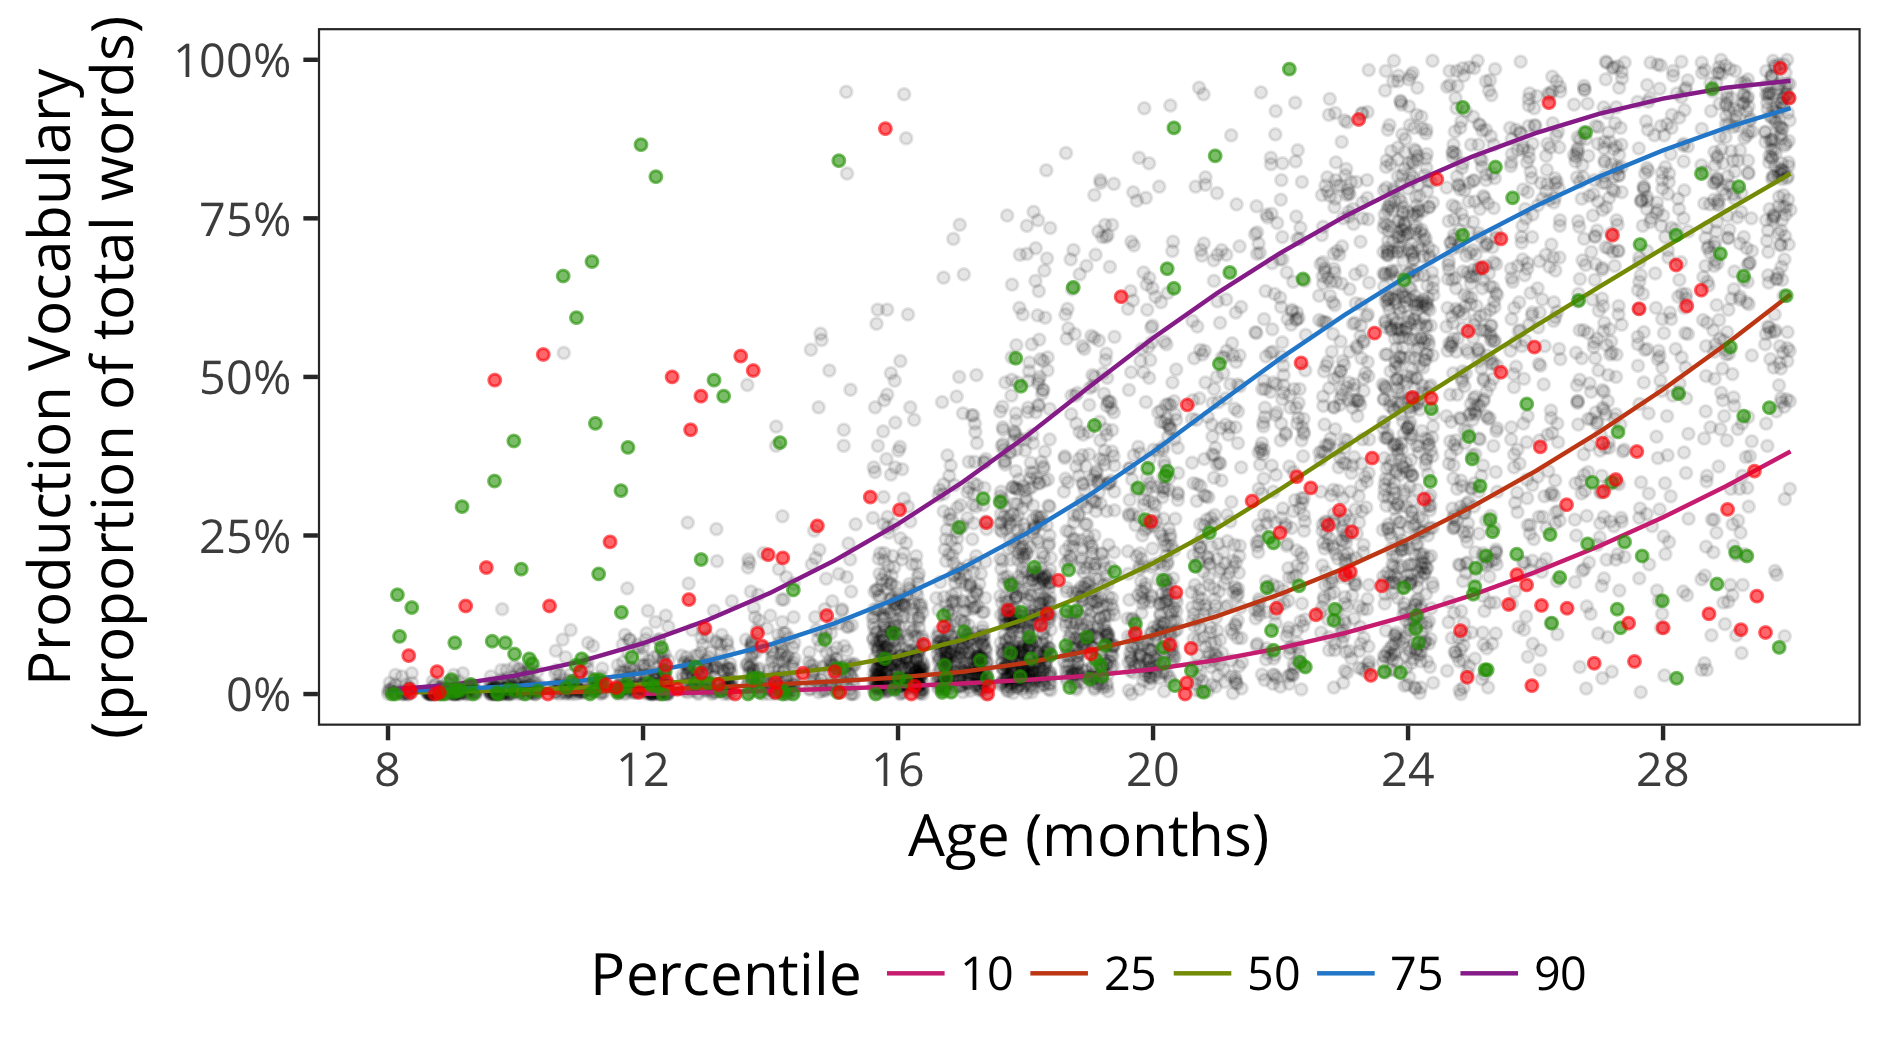 Production Vocabulary
(proportion of total words)
100%
75%
50%
25%
0%
8 12 16 20 24 28
Age (months)
Percentile 10 25 50 75 90